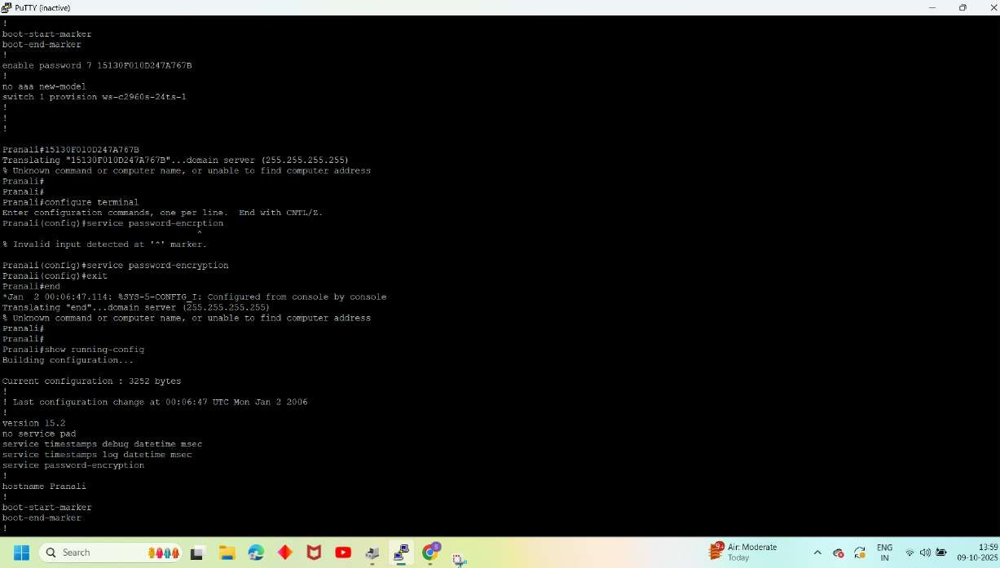 PuTTY (inactive)
!
boot-start-marker
boot-end-marker
!
enable password 7 15130F010D247A767B
!
no aaa new-model
switch 1 provision ws-c2960s-24ts-l
!
!
!
Pranali#15130F010D247A767B
Translating "15130F010D247A767B"...domain server (255.255.255.255)
% Unknown command or computer name, or unable to find computer address
Pranali#
Pranali#
Pranali#configure terminal
Enter configuration commands, one per line.  End with CNTL/Z.
Pranali(config)#service password-encrption
^
% Invalid input detected at '^' marker.
Pranali(config)#service password-encryption
Pranali(config)#exit
Pranali#end
*Jan  2 00:06:47.114: %SYS-5-CONFIG_I: Configured from console by console
Translating "end"...domain server (255.255.255.255)
% Unknown command or computer name, or unable to find computer address
Pranali#
Pranali#
Pranali#show running-config
Building configuration...
Current configuration : 3252 bytes
!
! Last configuration change at 00:06:47 UTC Mon Jan 2 2006
!
version 15.2
no service pad
service timestamps debug datetime msec
service timestamps log datetime msec
service password-encryption
!
hostname Pranali
!
boot-start-marker
boot-end-marker
!
Search
Air: Moderate
Today
ENG
IN
13:59
09-10-2025